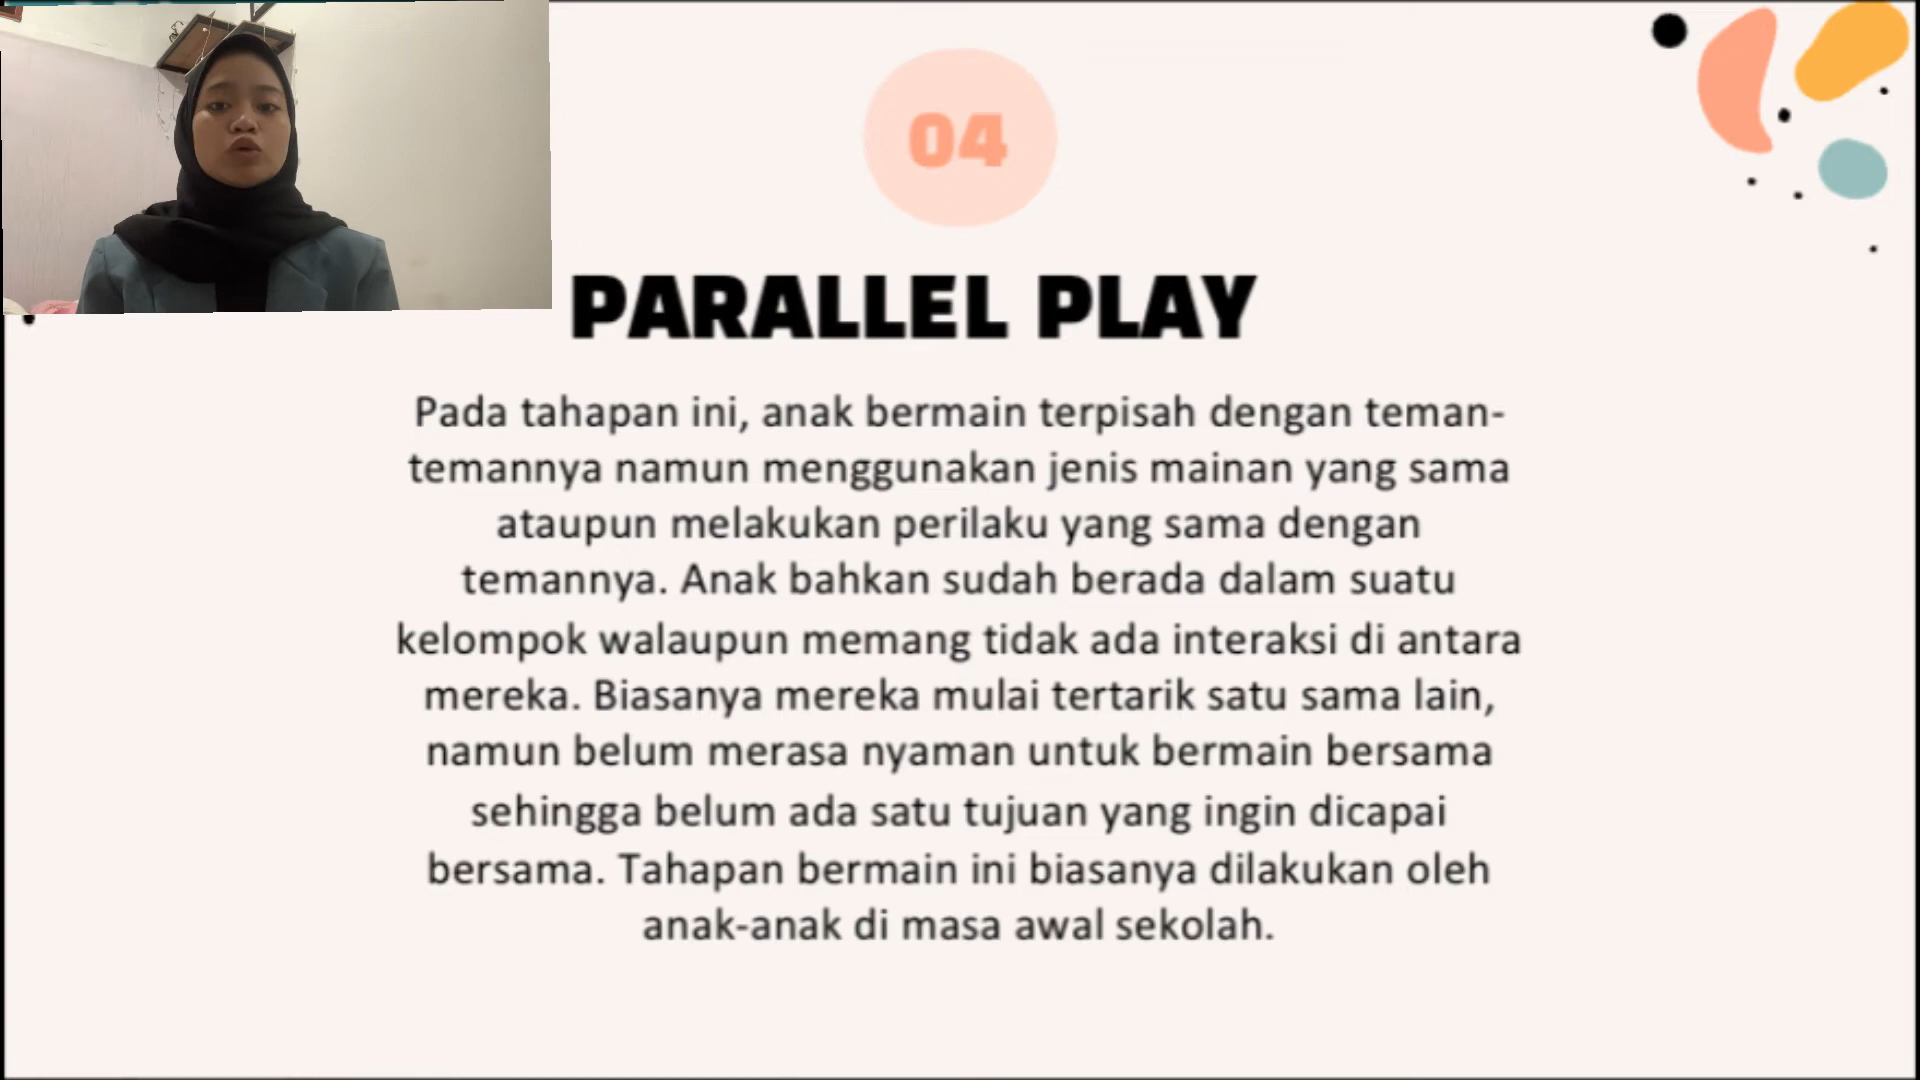 04
PARALLEL PLAY
Pada tahapan ini, anak bermain terpisah dengan teman-
temannya namun menggunakan jenis mainan yang sama
ataupun melakukan perilaku yang sama dengan
temannya. Anak bahkan sudah berada dalam suatu
kelompok walaupun memang tidak ada interaksi di antara
mereka. Biasanya mereka mulai tertarik satu sama lain,
namun belum merasa nyaman untuk bermain bersama
sehingga belum ada satu tujuan yang ingin dicapai
bersama. Tahapan bermain ini biasanya dilakukan oleh
anak-anak di masa awal sekolah.